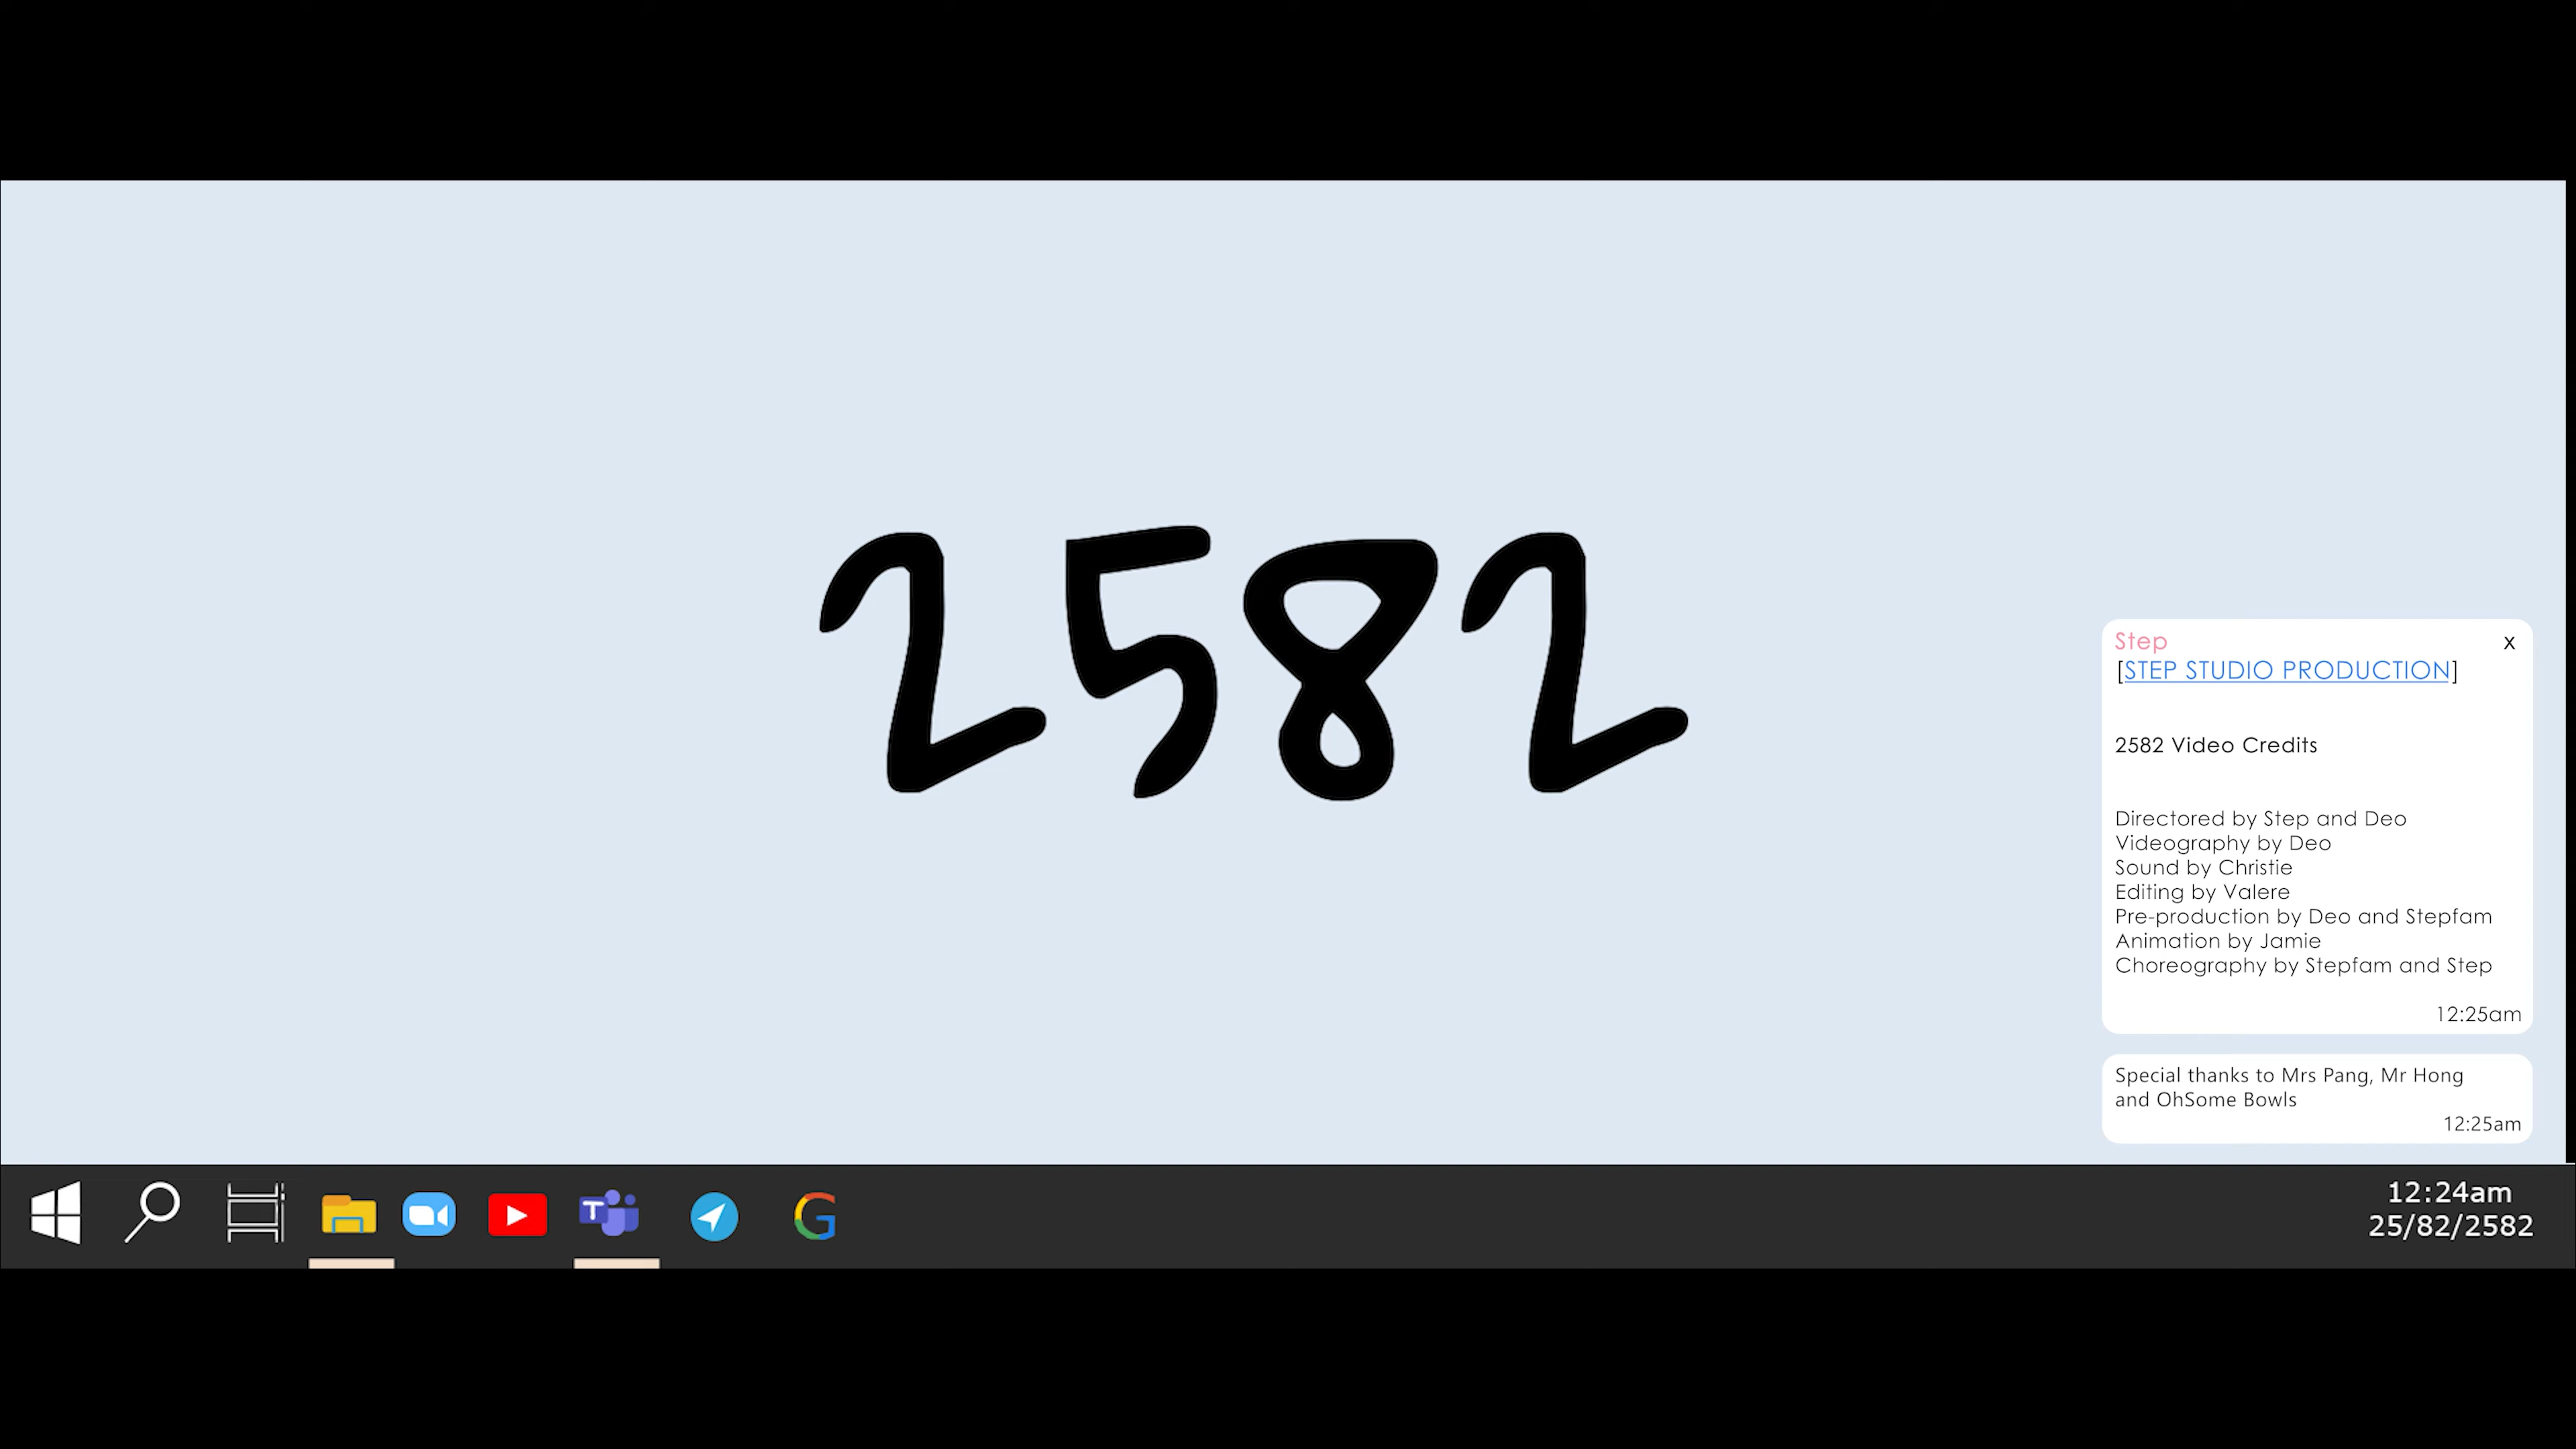 2582
Step x
[STEP STUDIO PRODUCTION]
2582 Video Credits
Directored by Step and Deo
Videography by Deo
Sound by Christie
Editing by Valere
Pre-production by Deo and Stepfam
Animation by Jamie
Choreography by Stepfam and Step
12:25am
Special thanks to Mrs Pang, Mr Hong
and OhSome Bowls
12:25am
T
G
12:24am
25/82/2582